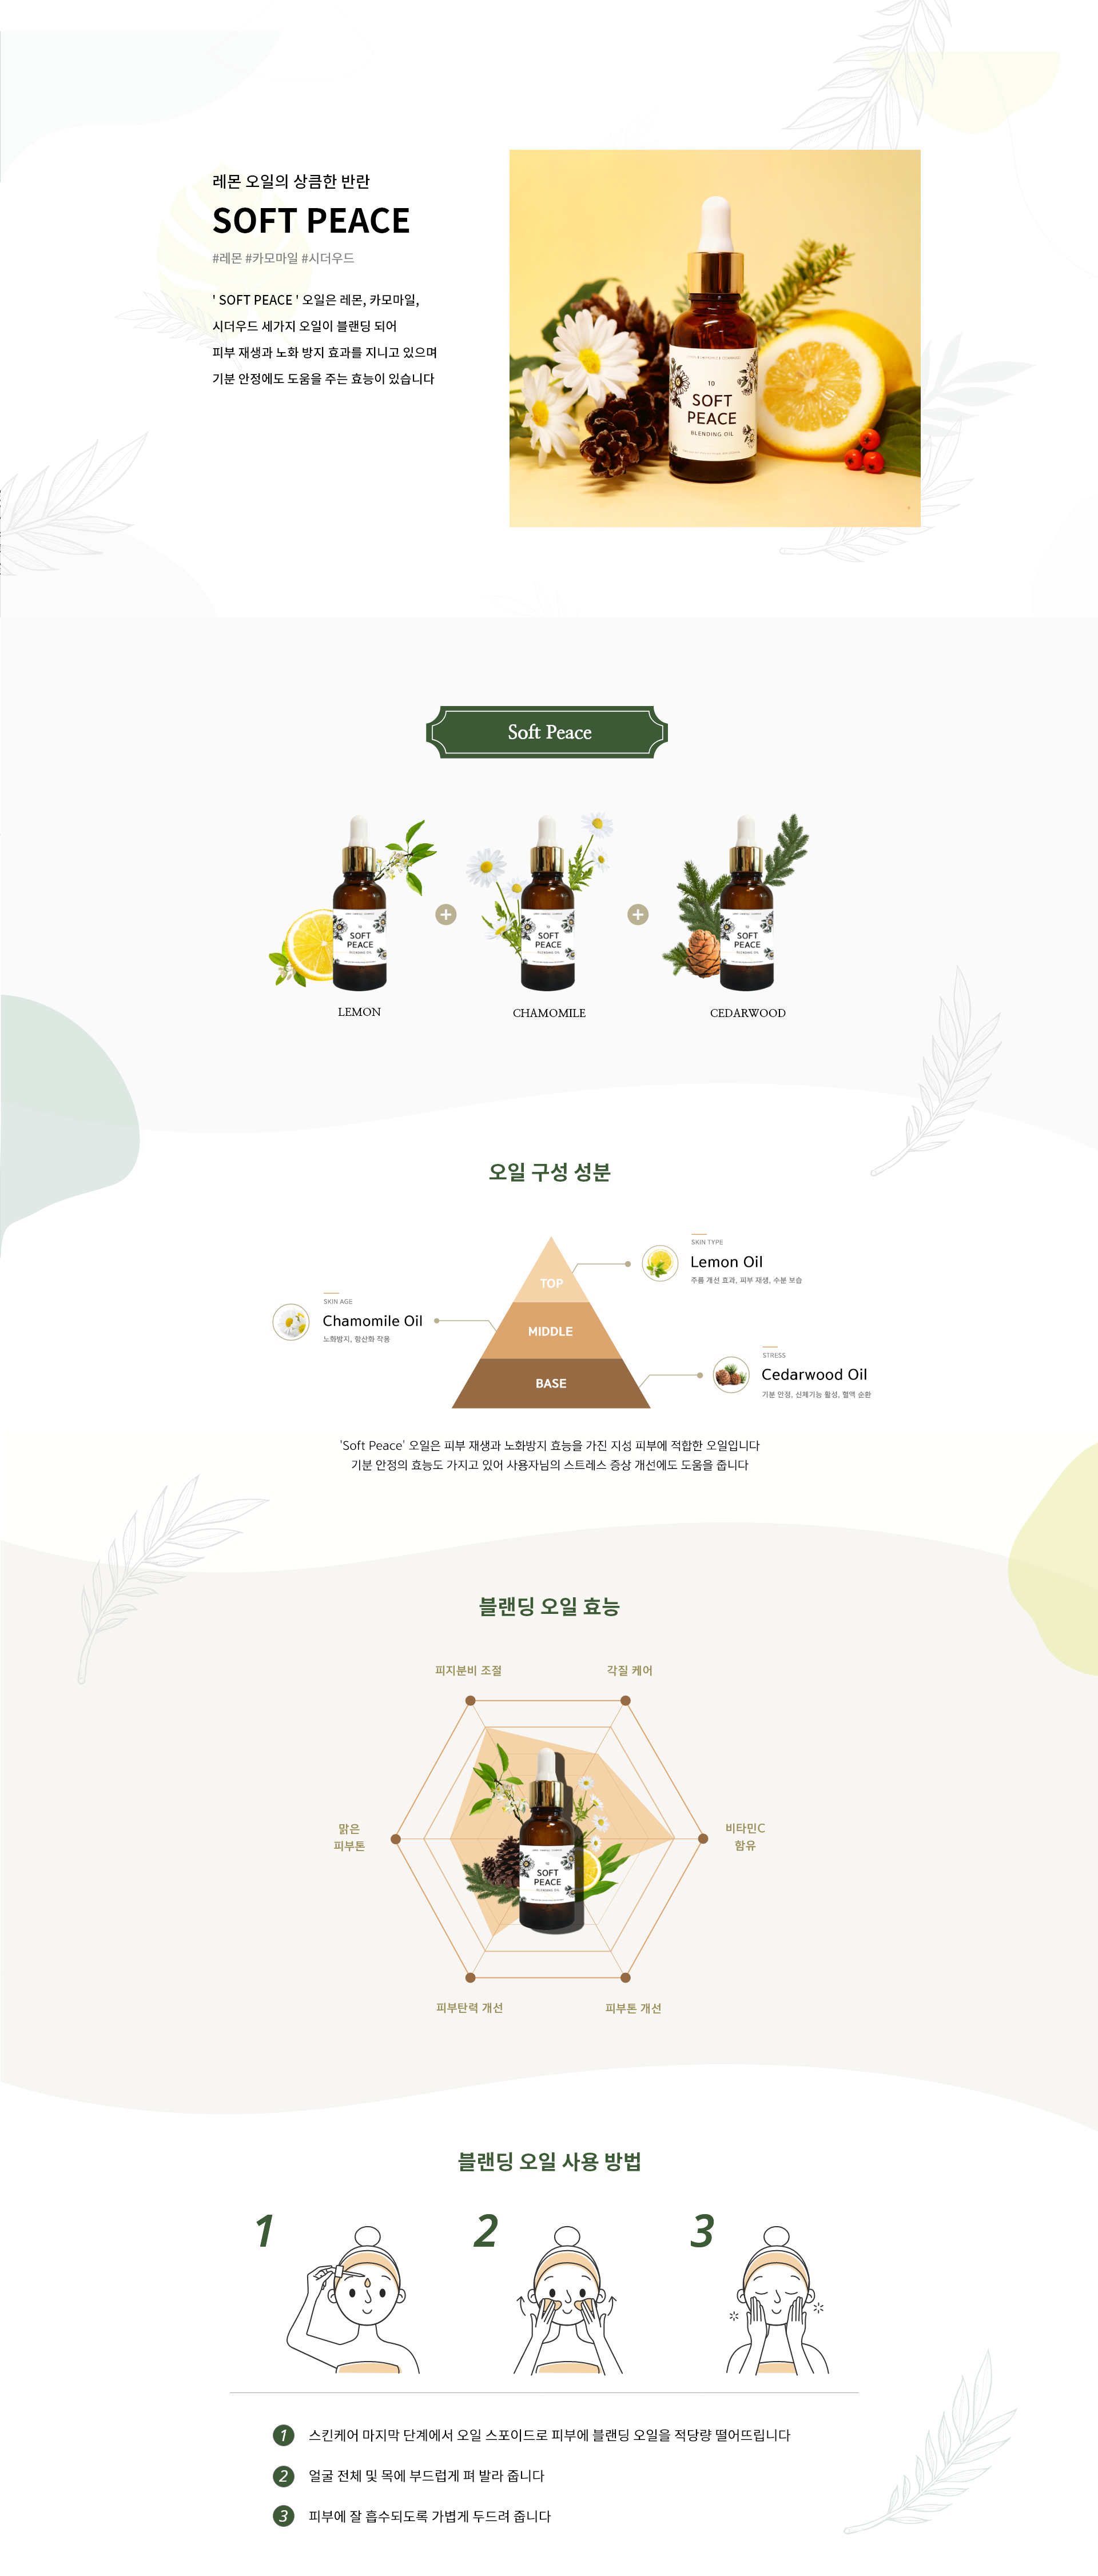 레몬 오일의 상큼한 반란
SOFT PEACE
#레몬 #카모마일 #시더우드
' SOFT PEACE ' 오일은 레몬, 카모마일,
시더우드 세가지 오일이 블랜딩 되어
피부 재생과 노화 방지 효과를 지니고 있으며
기분 안정에도 도움을 주는 효능이 있습니다
10
SOFT
PEACE
BLENDING OIL
Soft Peace
10
SOFT
PEACE
BLENDING OIL
10
SOFT
PEACE
BLENDING OIL
10
SOFT
PEACE
BLENDING OIL
LEMON
CHAMOMILE
CEDARWOOD
오일 구성 성분
TOP
MIDDLE
BASE
SKIN TYPE
Lemon Oil
주름 개선 효과, 피부 재생, 수분 보습
SKIN AGE
Chamomile Oil
노화방지, 항산화 작용
STRESS
Cedarwood Oil
기분 안정, 신체기능 활성, 혈액 순환
'Soft Peace' 오일은 피부 재생과 노화방지 효능을 가진 지성 피부에 적합한 오일입니다
기분 안정의 효능도 가지고 있어 사용자님의 스트레스 증상 개선에도 도움을 줍니다
블랜딩 오일 효능
피지분비 조절
각질 케어
맑은
피부톤
비타민C
함유
10
SOFT
PEACE
BLENDING OIL
피부탄력 개선
피부톤 개선
블랜딩 오일 사용 방법
1
2
3
1 스킨케어 마지막 단계에서 오일 스포이드로 피부에 블랜딩 오일을 적당량 떨어뜨립니다
2 얼굴 전체 및 목에 부드럽게 펴 발라 줍니다
3 피부에 잘 흡수되도록 가볍게 두드려 줍니다